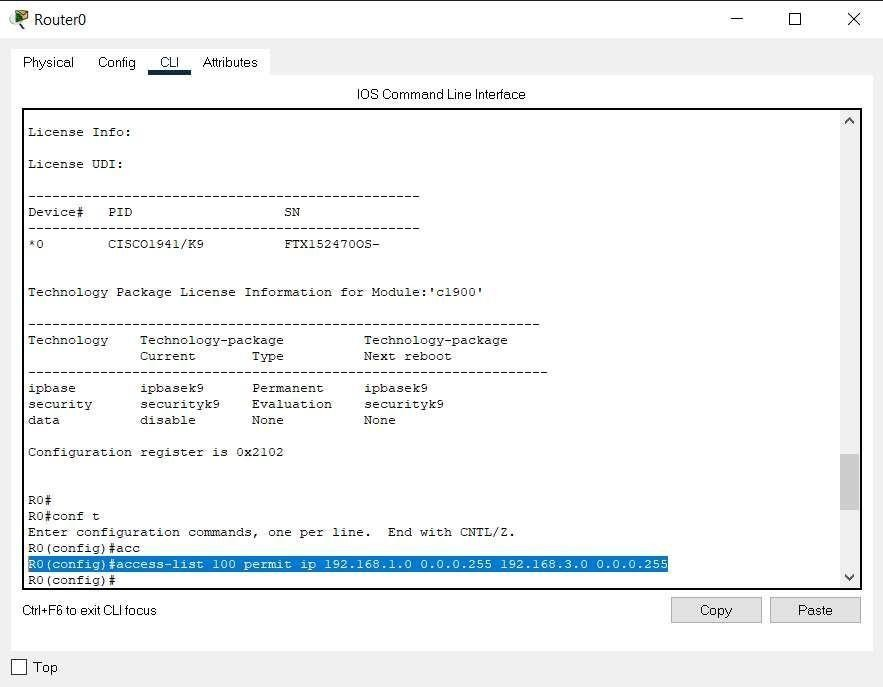 Router0
Physical Config CLI Attributes
IOS Command Line Interface
License Info:
License UDI:
-------------------------------------------------
Device#   PID                   SN
-------------------------------------------------
*0        CISCO1941/K9          FTX152470OS-
Technology Package License Information for Module:'c1900'
----------------------------------------------------------------
Technology    Technology-package          Technology-package
              Current       Type          Next reboot
-----------------------------------------------------------------
ipbase        ipbasek9      Permanent     ipbasek9
security      securityk9    Evaluation    securityk9
data          disable       None          None
Configuration register is 0x2102
R0#
R0#conf t
Enter configuration commands, one per line.  End with CNTL/Z.
R0(config)#acc
R0(config)#access-list 100 permit ip 192.168.1.0 0.0.0.255 192.168.3.0 0.0.0.255
R0(config)#
Ctrl+F6 to exit CLI focus
Copy Paste
Top